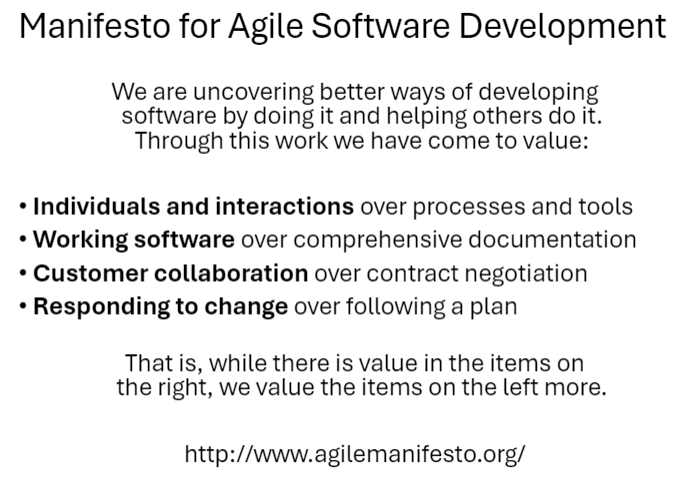 Manifesto for Agile Software Development
We are uncovering better ways of developing
software by doing it and helping others do it.
Through this work we have come to value:
• Individuals and interactions over processes and tools
• Working software over comprehensive documentation
• Customer collaboration over contract negotiation
• Responding to change over following a plan
That is, while there is value in the items on
the right, we value the items on the left more.
http://www.agilemanifesto.org/